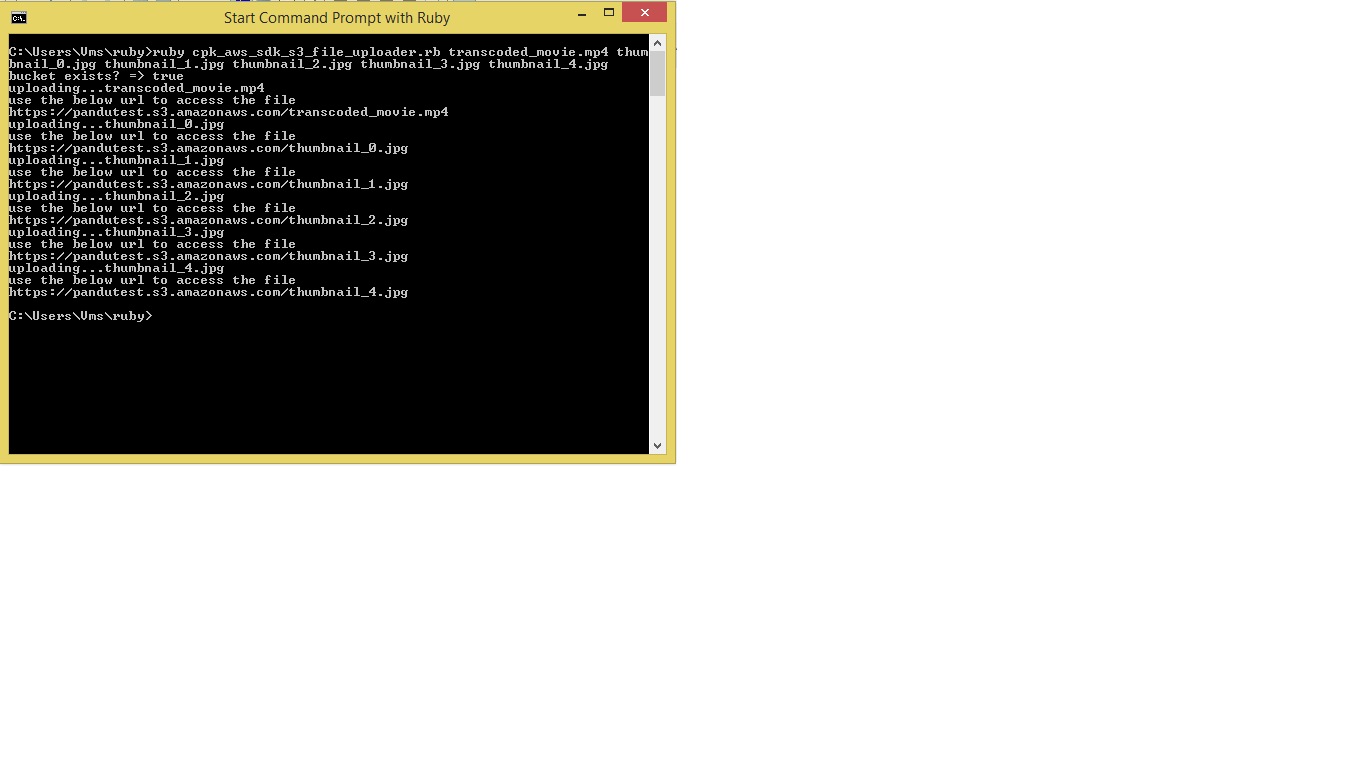 Start Command Prompt with Ruby
C:\Users\Vms\ruby>ruby cpk_aws_sdk_s3_file_uploader.rb transcoded_movie.mp4 thum
bnail_0.jpg thumbnail_1.jpg thumbnail_2.jpg thumbnail_3.jpg thumbnail_4.jpg
bucket exists? => true
uploading...transcoded_movie.mp4
use the below url to access the file
https://pandutest.s3.amazonaws.com/transcoded_movie.mp4
uploading...thumbnail_0.jpg
use the below url to access the file
https://pandutest.s3.amazonaws.com/thumbnail_0.jpg
uploading...thumbnail_1.jpg
use the below url to access the file
https://pandutest.s3.amazonaws.com/thumbnail_1.jpg
uploading...thumbnail_2.jpg
use the below url to access the file
https://pandutest.s3.amazonaws.com/thumbnail_2.jpg
uploading...thumbnail_3.jpg
use the below url to access the file
https://pandutest.s3.amazonaws.com/thumbnail_3.jpg
uploading...thumbnail_4.jpg
use the below url to access the file
https://pandutest.s3.amazonaws.com/thumbnail_4.jpg
C:\Users\Vms\ruby>